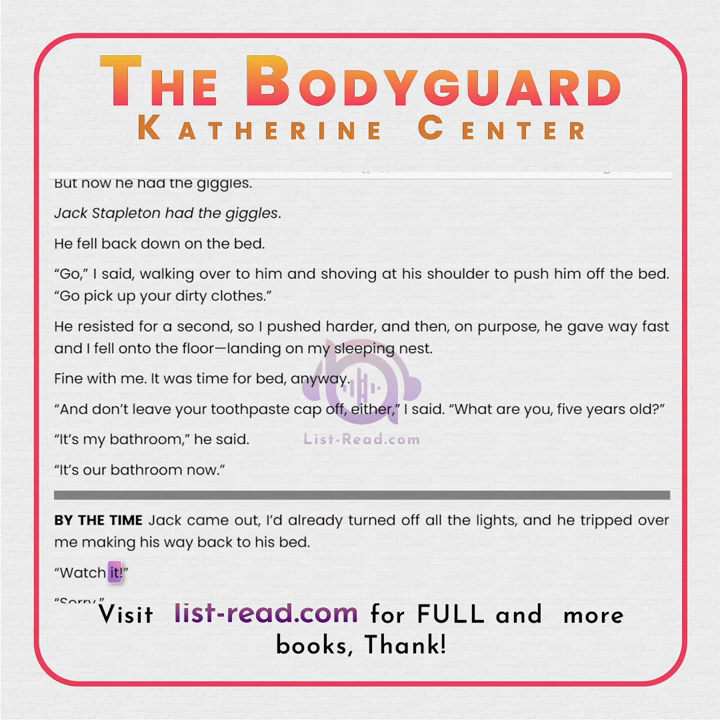 THE BODYGUARD
KATHERINE CENTER
But now he had the giggles.
Jack Stapleton had the giggles.
He fell back down on the bed.
“Go,” I said, walking over to him and shoving at his shoulder to push him off the bed.
“Go pick up your dirty clothes.”
He resisted for a second, so I pushed harder, and then, on purpose, he gave way fast
and I fell onto the floor—landing on my sleeping nest.
Fine with me. It was time for bed, anyway.
“And don’t leave your toothpaste cap off, either,” I said. “What are you, five years old?”
“It’s my bathroom,” he said.
List-Read.com
“It’s our bathroom now.”
BY THE TIME Jack came out, I’d already turned off all the lights, and he tripped over
me making his way back to his bed.
“Watch it!”
“Sorry.”
Visit list-read.com for FULL and more
books, Thank!